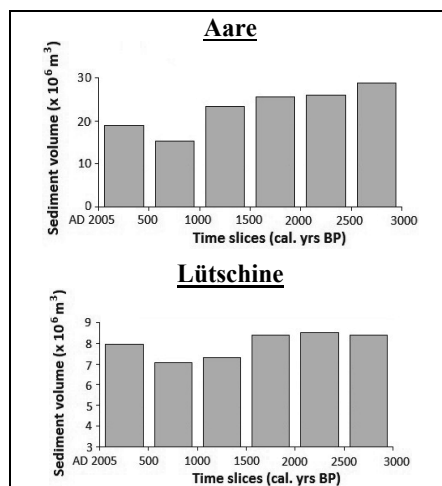 Aare
Sediment volume (x 10⁶ m³)
30
20
10
0
AD 2005 500 1000 1500 2000 2500 3000
Time slices (cal. yrs BP)
Lütschine
Sediment volume (x 10⁶ m³)
9
8
7
6
5
4
3
AD 2005 500 1000 1500 2000 2500 3000
Time slices (cal. yrs BP)